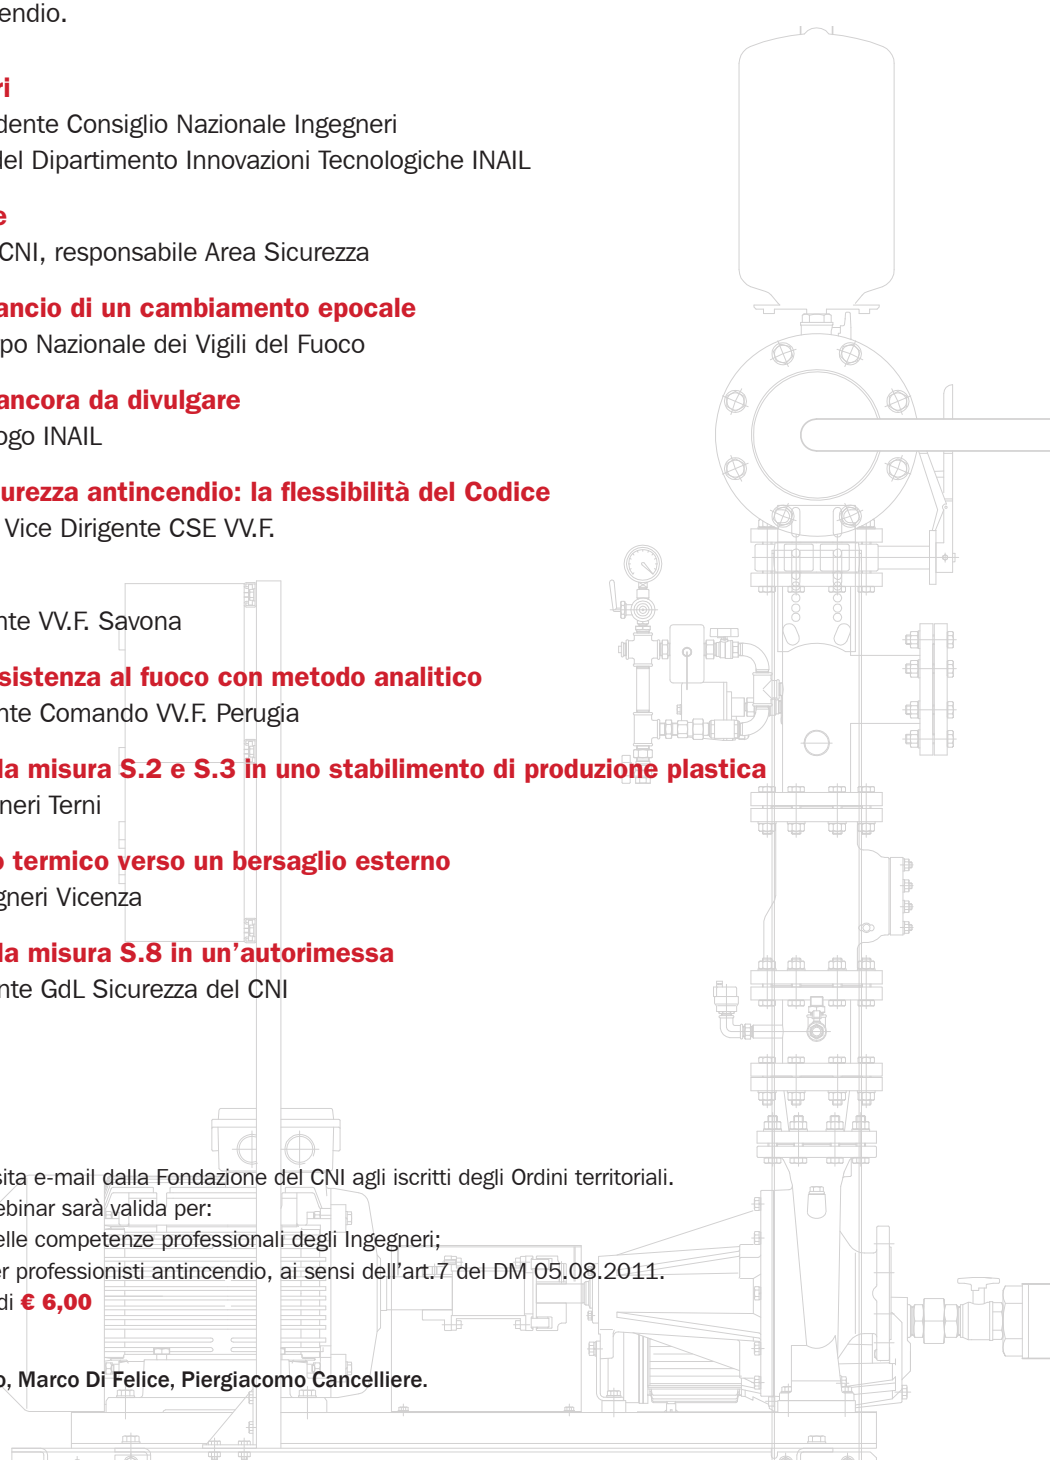 endio.
ri
dente Consiglio Nazionale Ingegneri
del Dipartimento Innovazioni Tecnologiche INAIL
e
CNI, responsabile Area Sicurezza
ancio di un cambiamento epocale
po Nazionale dei Vigili del Fuoco
ancora da divulgare
ogo INAIL
urezza antincendio: la flessibilità del Codice
Vice Dirigente CSE VV.F.
nte VV.F. Savona
sistenza al fuoco con metodo analitico
nte Comando VV.F. Perugia
la misura S.2 e S.3 in uno stabilimento di produzione plastica
neri Terni
o termico verso un bersaglio esterno
gneri Vicenza
la misura S.8 in un’autorimessa
nte GdL Sicurezza del CNI
sita e-mail dalla Fondazione del CNI agli iscritti degli Ordini territoriali.
ebinar sarà valida per:
elle competenze professionali degli Ingegneri;
er professionisti antincendio, ai sensi dell’art.7 del DM 05.08.2011.
di € 6,00
o, Marco Di Felice, Piergiacomo Cancelliere.